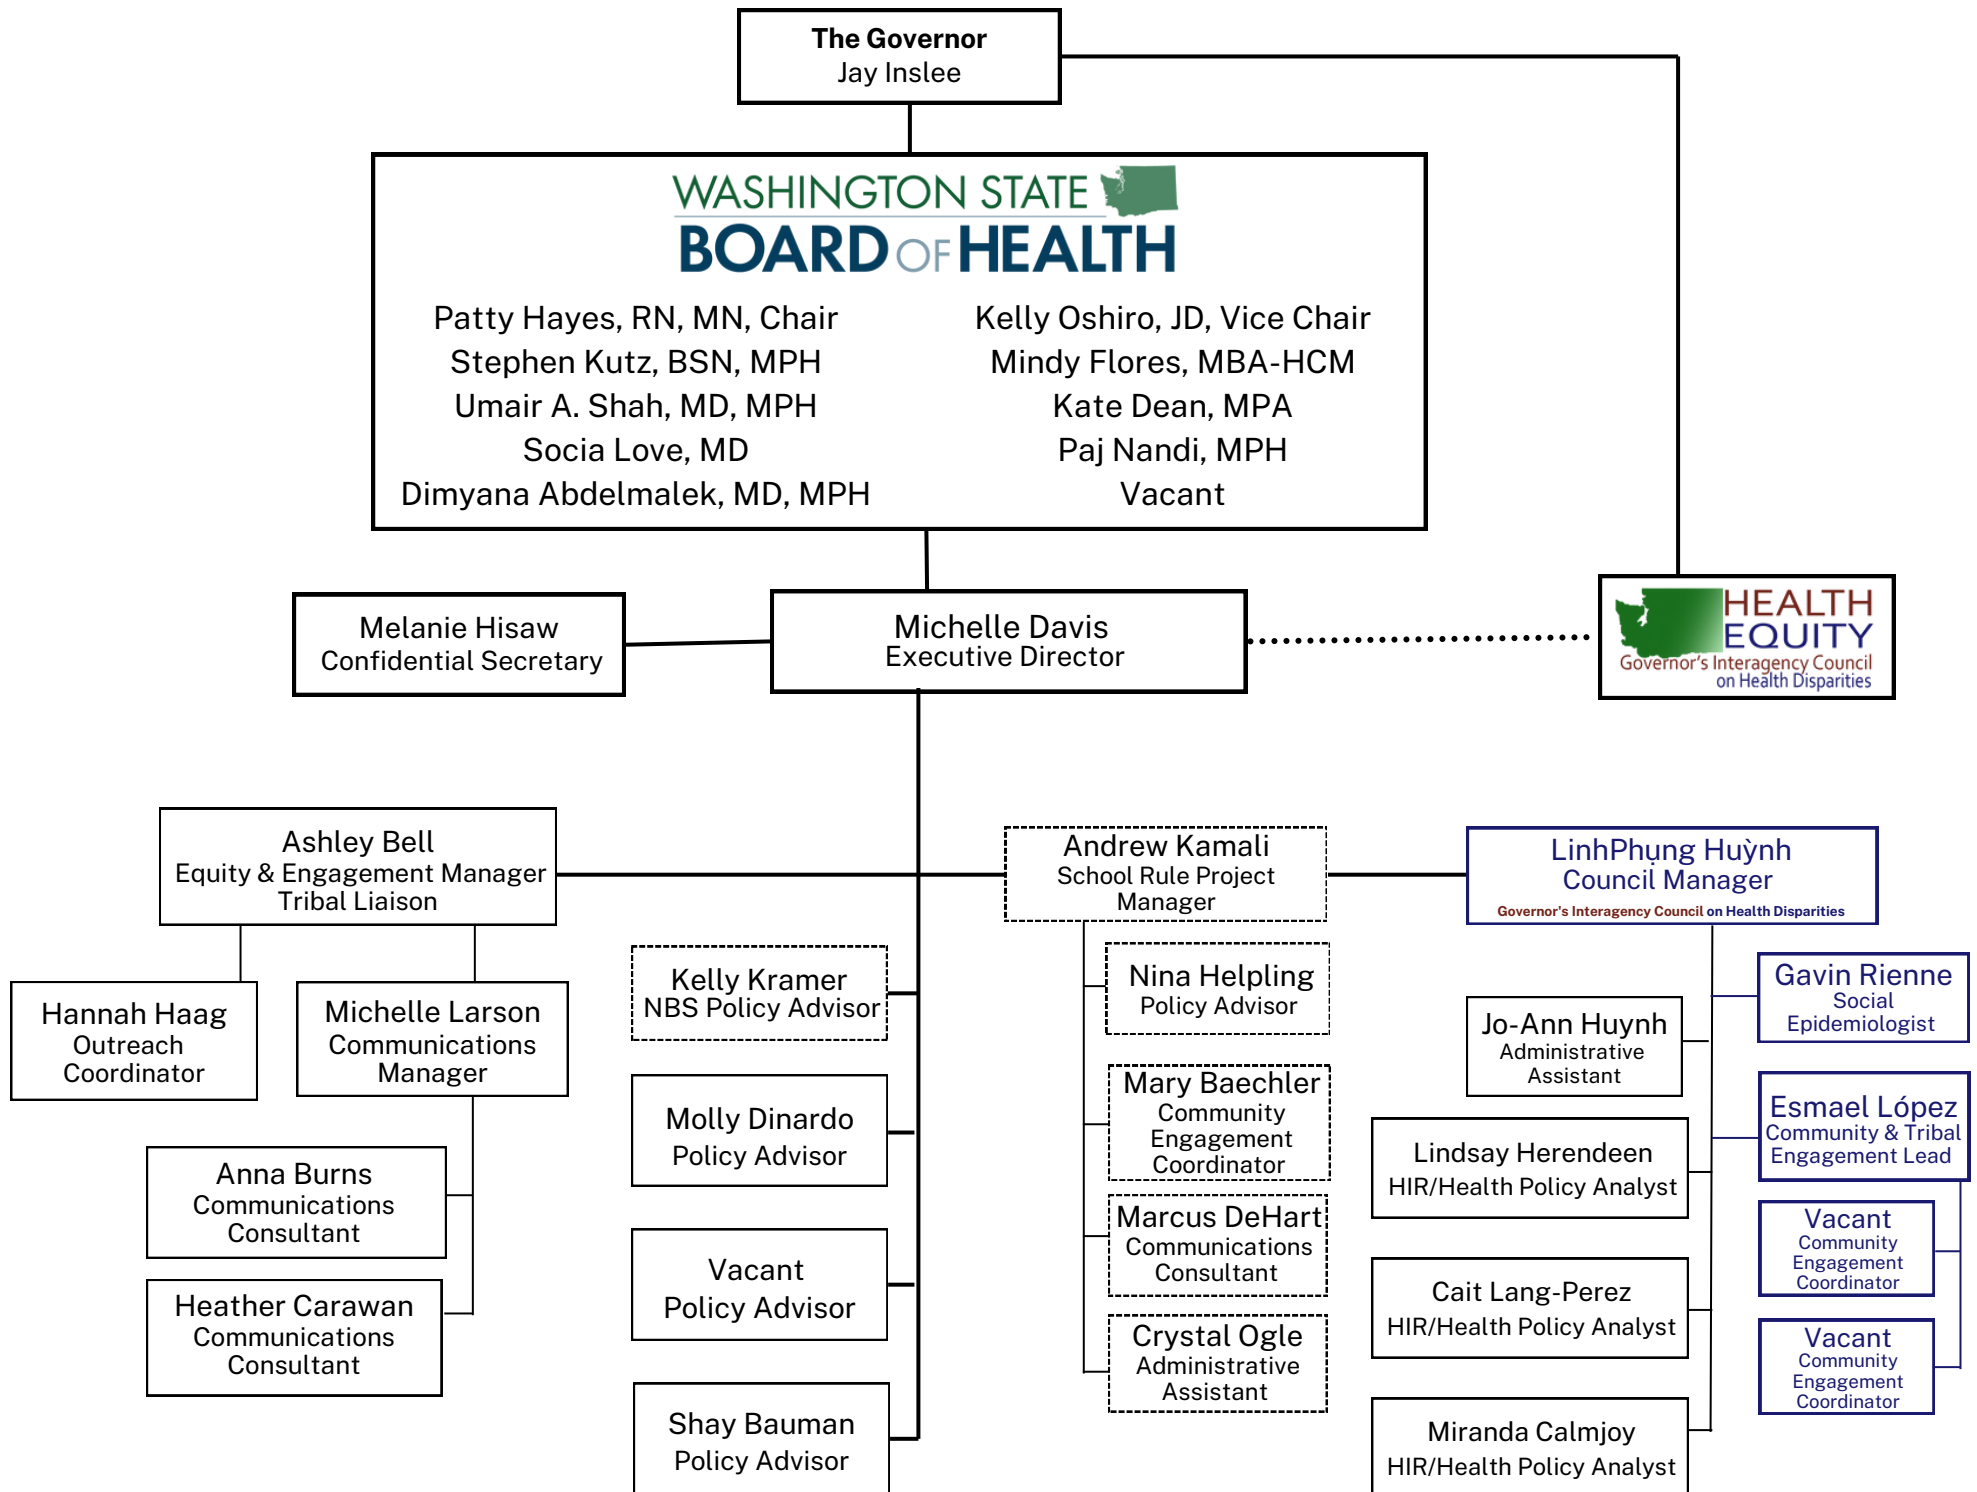 The Governor
Jay Inslee
WASHINGTON STATE
BOARD OF HEALTH
Patty Hayes, RN, MN, Chair
Stephen Kutz, BSN, MPH
Umair A. Shah, MD, MPH
Socia Love, MD
Dimyana Abdelmalek, MD, MPH
Kelly Oshiro, JD, Vice Chair
Mindy Flores, MBA-HCM
Kate Dean, MPA
Paj Nandi, MPH
Vacant
Melanie Hisaw
Confidential Secretary
Michelle Davis
Executive Director
HEALTH
EQUITY
Governor's Interagency Council
on Health Disparities
Ashley Bell
Equity & Engagement Manager
Tribal Liaison
Hannah Haag
Outreach
Coordinator
Michelle Larson
Communications
Manager
Anna Burns
Communications
Consultant
Heather Carawan
Communications
Consultant
Kelly Kramer
NBS Policy Advisor
Molly Dinardo
Policy Advisor
Vacant
Policy Advisor
Shay Bauman
Policy Advisor
Andrew Kamali
School Rule Project
Manager
Nina Helpling
Policy Advisor
Mary Baechler
Community
Engagement
Coordinator
Marcus DeHart
Communications
Consultant
Crystal Ogle
Administrative
Assistant
LinhPhụng Huỳnh
Council Manager
Governor's Interagency Council on Health Disparities
Jo-Ann Huynh
Administrative
Assistant
Lindsay Herendeen
HIR/Health Policy Analyst
Cait Lang-Perez
HIR/Health Policy Analyst
Miranda Calmjoy
HIR/Health Policy Analyst
Gavin Rienne
Social
Epidemiologist
Esmael López
Community & Tribal
Engagement Lead
Vacant
Community
Engagement
Coordinator
Vacant
Community
Engagement
Coordinator